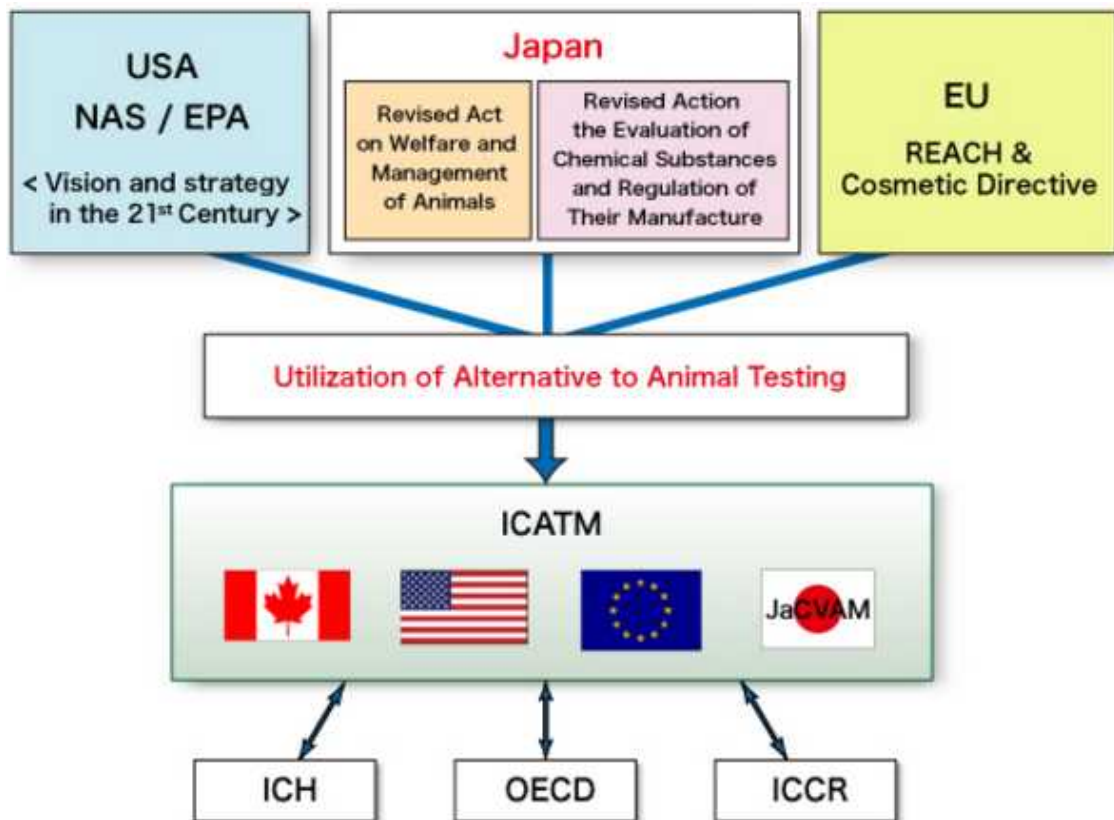 USA
NAS / EPA
< Vision and strategy
in the 21st Century >
Japan
Revised Act
on Welfare and
Management
of Animals
Revised Action
the Evaluation of
Chemical Substances
and Regulation of
Their Manufacture
EU
REACH &
Cosmetic Directive
Utilization of Alternative to Animal Testing
ICATM
JaCVAM
ICH
OECD
ICCR